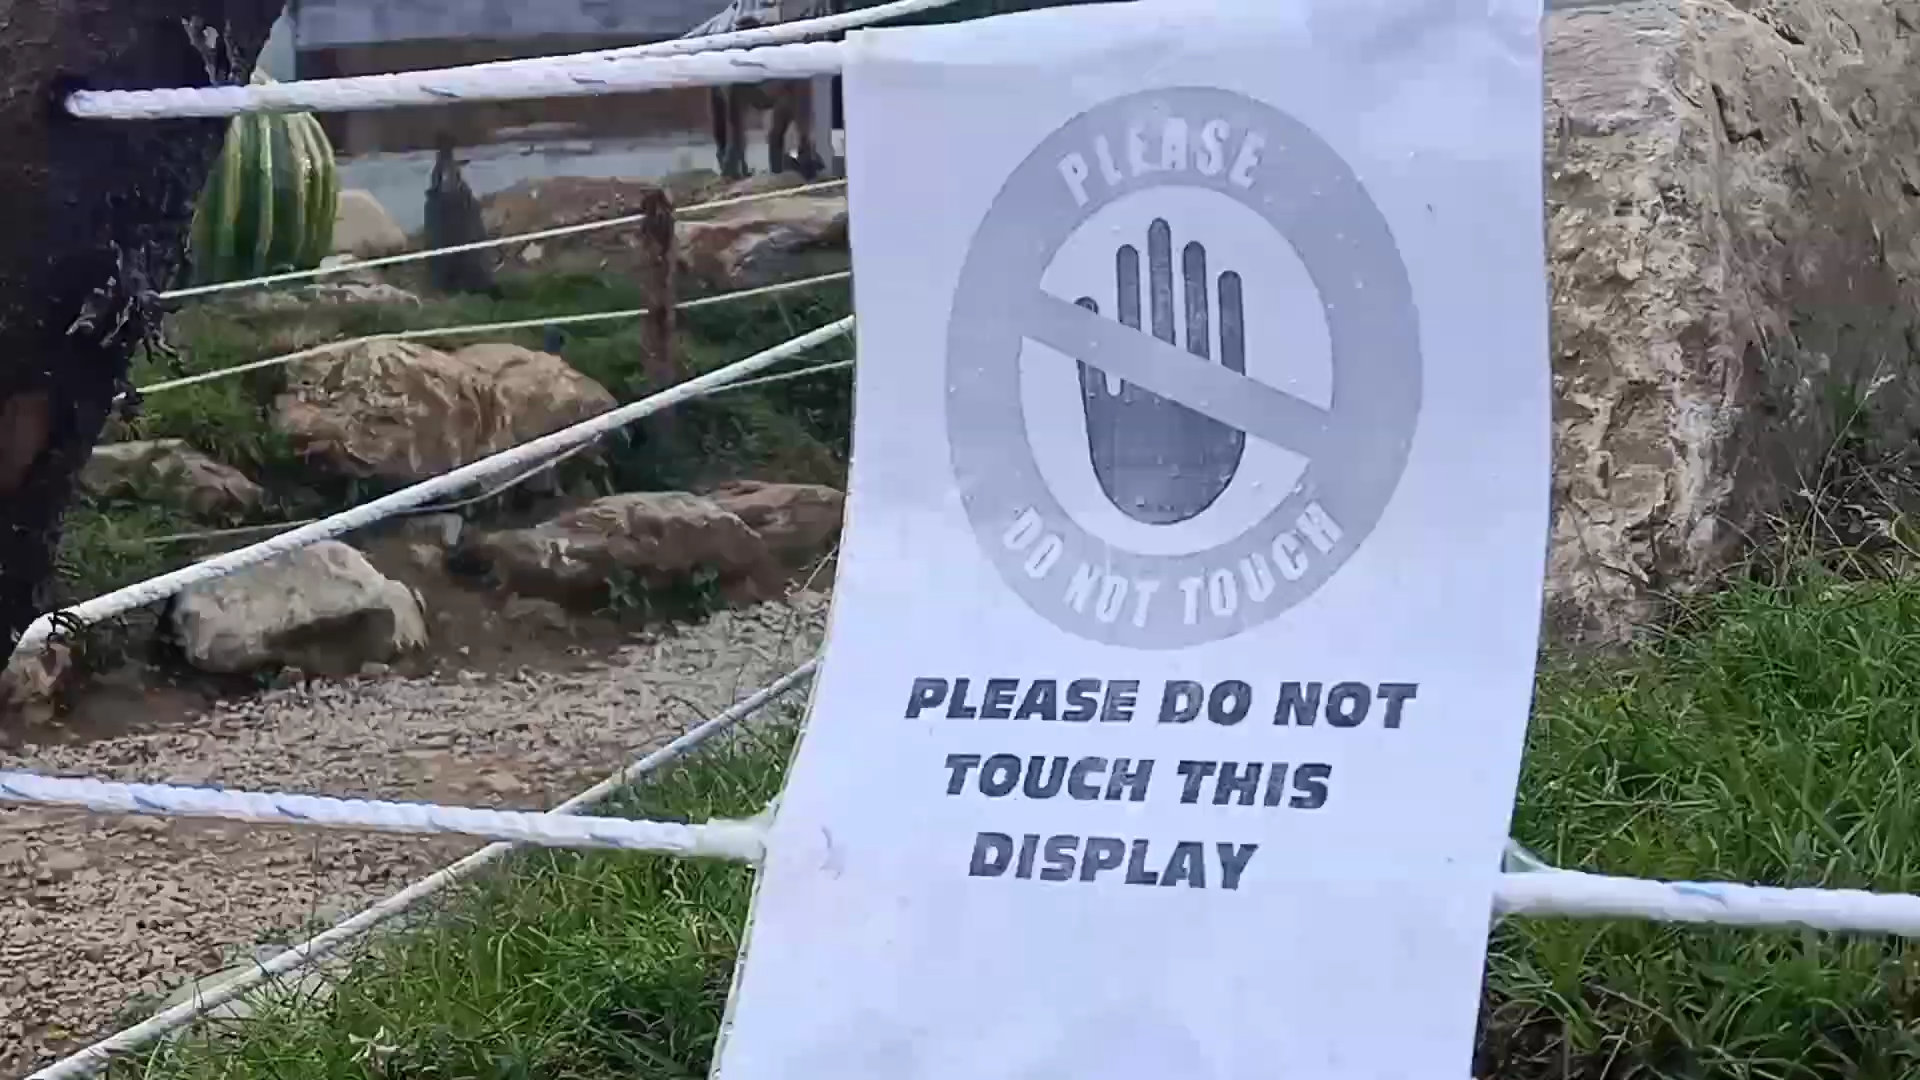 PLEASE
DO NOT TOUCH
PLEASE DO NOT
TOUCH THIS
DISPLAY